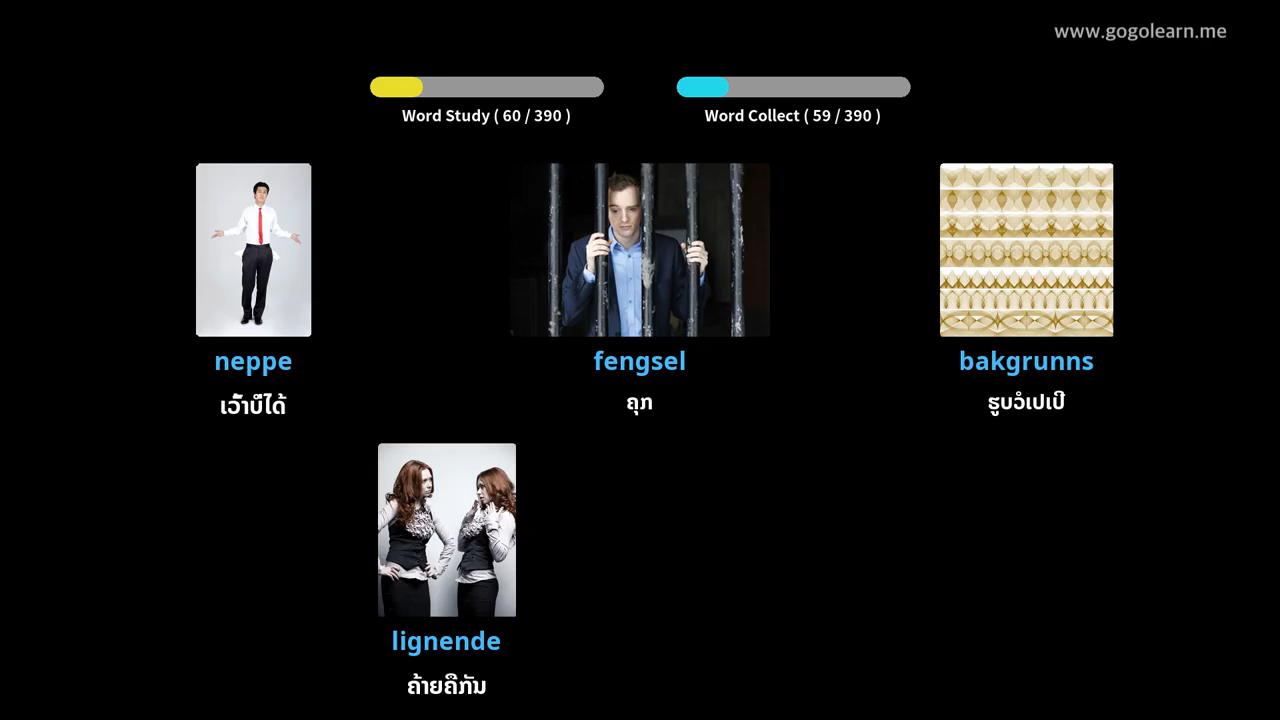 www.gogolearn.me
Word Study ( 60 / 390 )
Word Collect ( 59 / 390 )
neppe
ເວົ້າບໍ່ໄດ້
fengsel
ຄຸກ
bakgrunns
ຮູບວໍເປເປີ
lignende
ຄ້າຍຄືກັນ